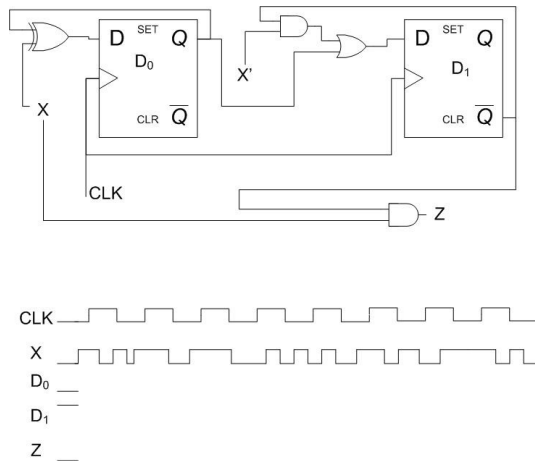 D SET Q
D₀
CLR Q̅
X
CLK
X'
D SET Q
D₁
CLR Q̅
Z
CLK
X
D₀
D₁
Z